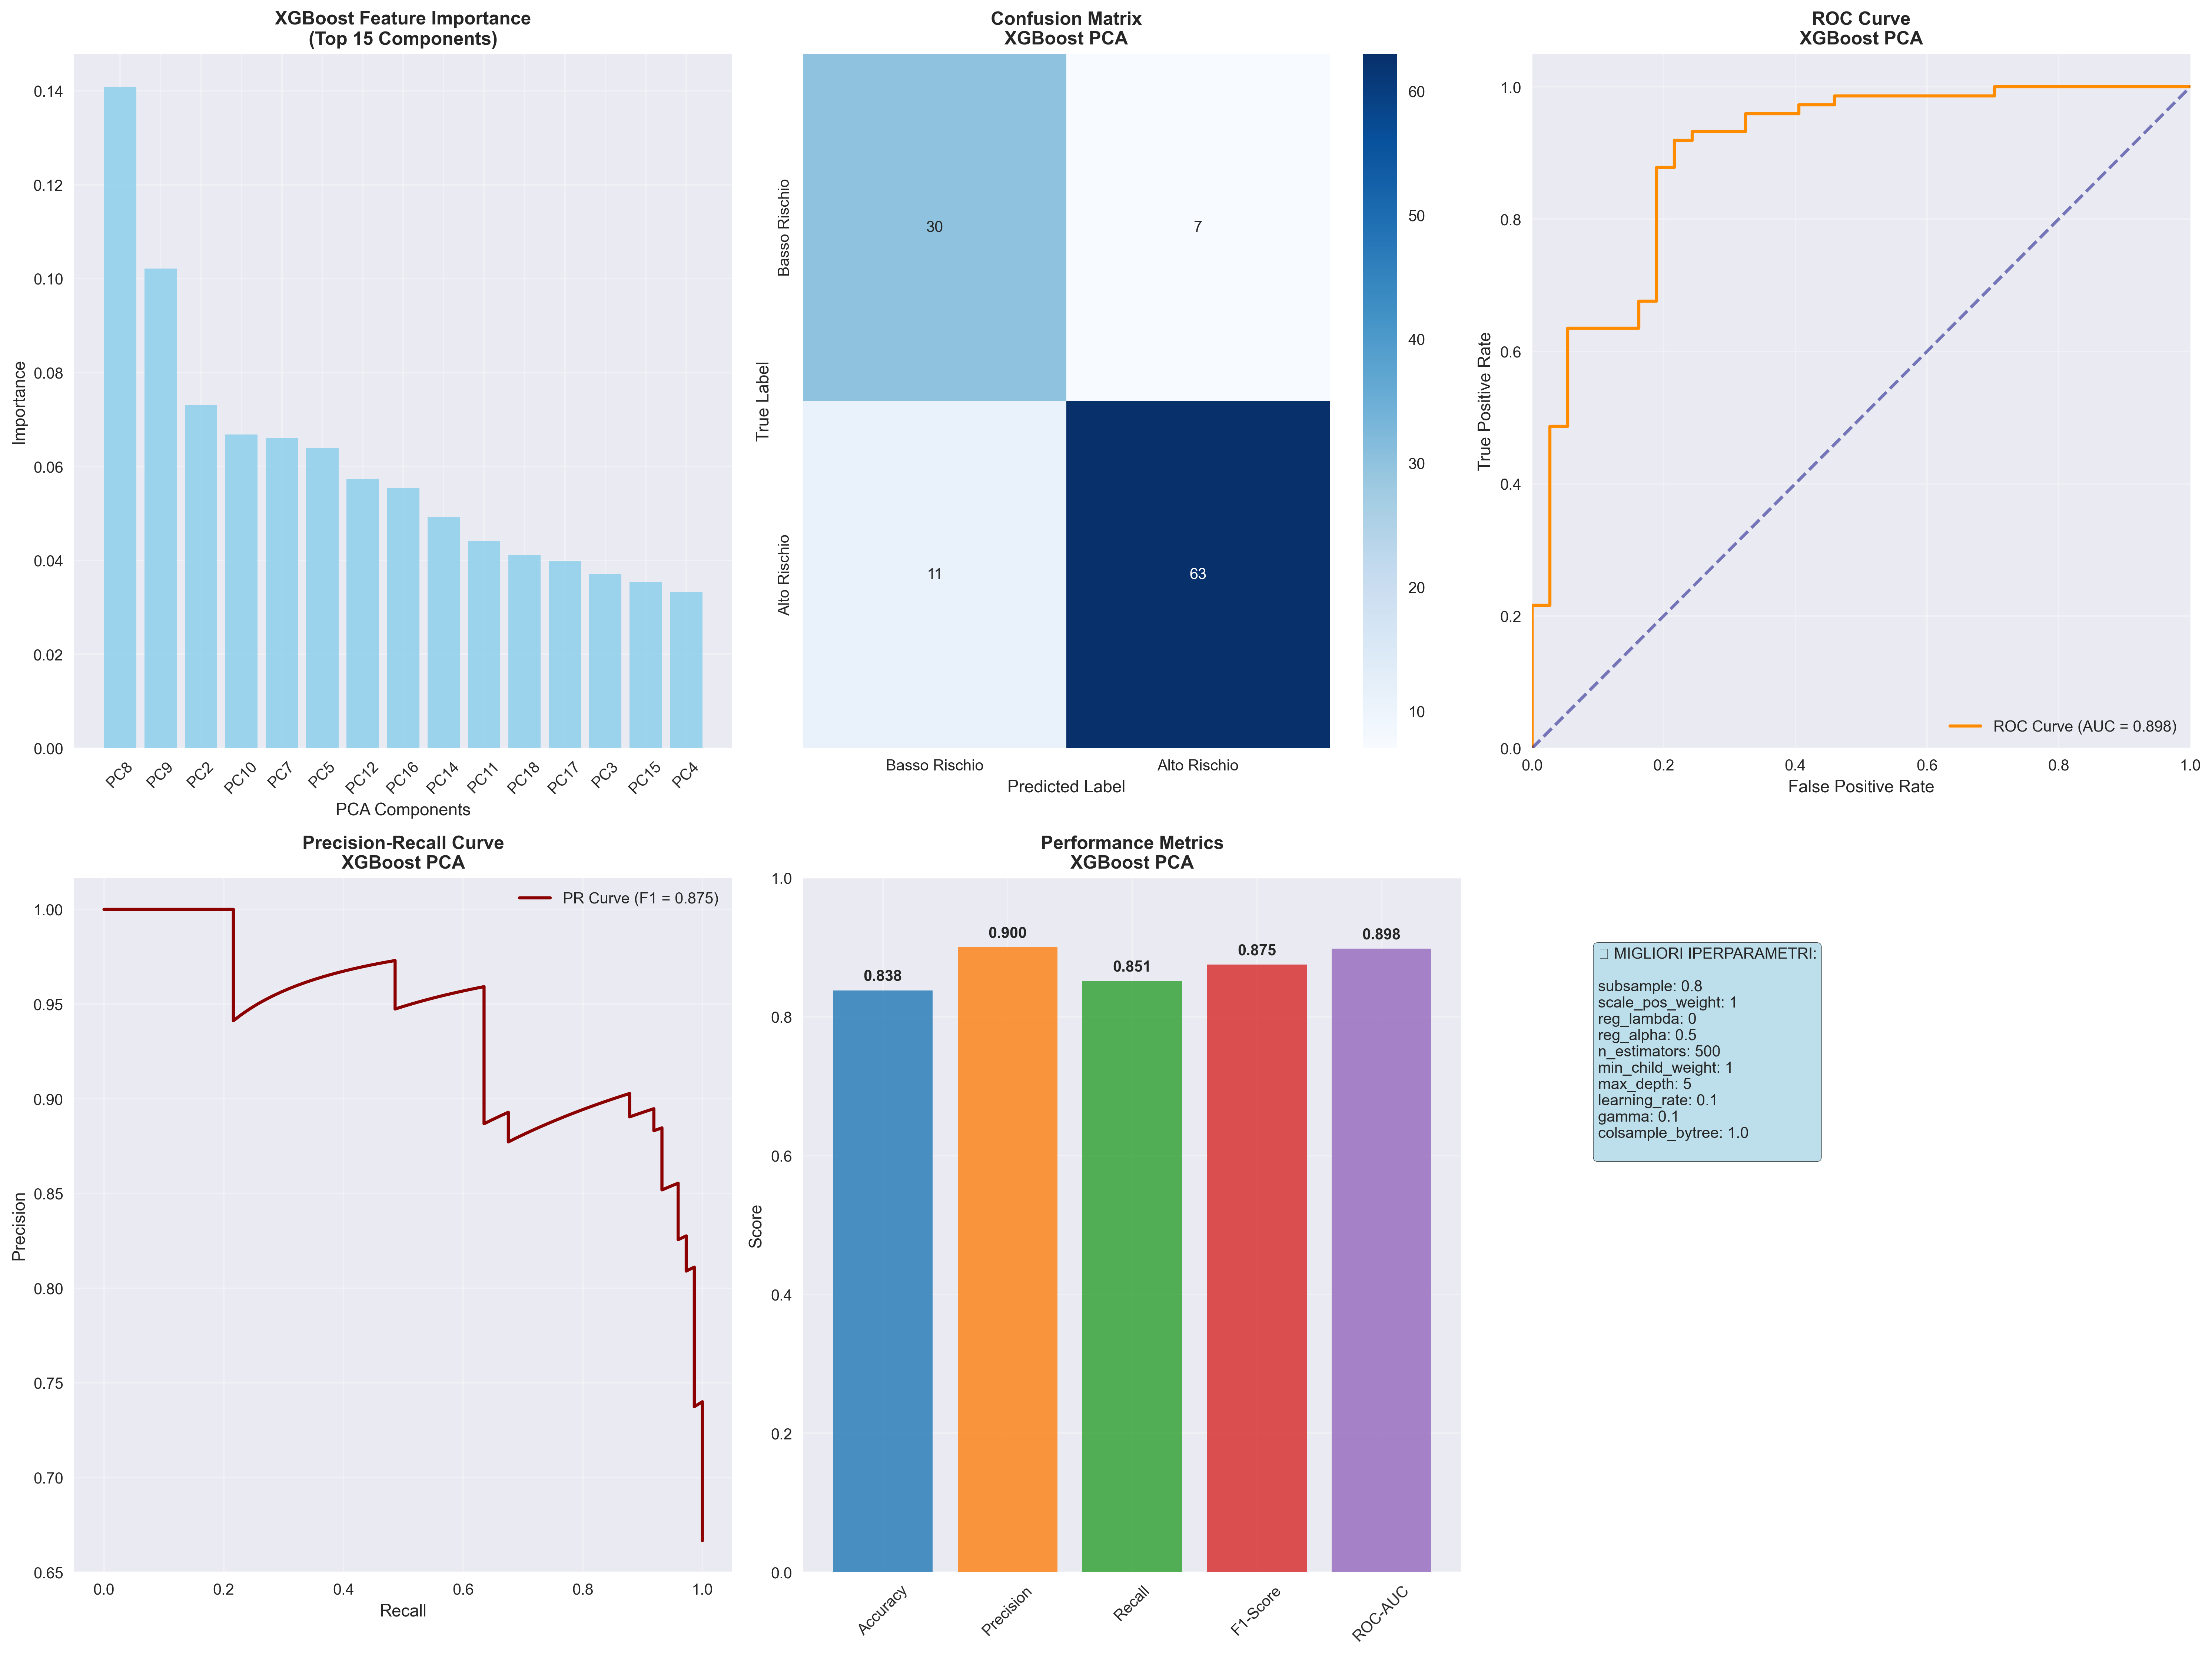 XGBoost Feature Importance
(Top 15 Components)
0.14
0.12
0.10
0.08
0.06
0.04
0.02
0.00
Importance
PC8
PC9
PC2
PC10
PC7
PC5
PC12
PC16
PC14
PC11
PC18
PC17
PC3
PC15
PC4
PCA Components
Confusion Matrix
XGBoost PCA
True Label
Basso Rischio
Alto Rischio
30
7
11
63
Basso Rischio
Alto Rischio
Predicted Label
60
50
40
30
20
10
ROC Curve
XGBoost PCA
1.0
0.8
0.6
0.4
0.2
0.0
True Positive Rate
ROC Curve (AUC = 0.898)
0.0
0.2
0.4
0.6
0.8
1.0
False Positive Rate
Precision-Recall Curve
XGBoost PCA
PR Curve (F1 = 0.875)
1.00
0.95
0.90
0.85
0.80
0.75
0.70
0.65
Precision
0.0
0.2
0.4
0.6
0.8
1.0
Recall
Performance Metrics
XGBoost PCA
1.0
0.8
0.6
0.4
0.2
0.0
Score
0.838
0.900
0.851
0.875
0.898
Accuracy
Precision
Recall
F1-Score
ROC-AUC
MIGLIORI IPERPARAMETRI:
subsample: 0.8
scale_pos_weight: 1
reg_lambda: 0
reg_alpha: 0.5
n_estimators: 500
min_child_weight: 1
max_depth: 5
learning_rate: 0.1
gamma: 0.1
colsample_bytree: 1.0